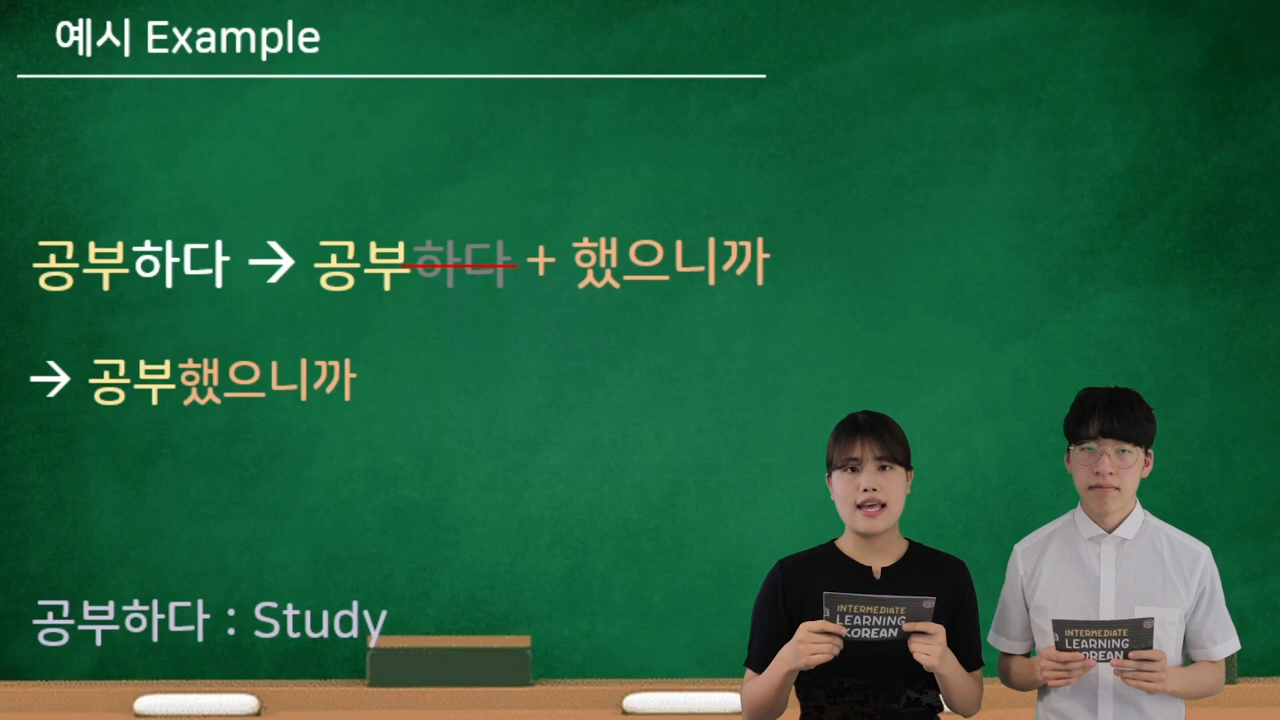 예시 Example
공부하다 → 공부하다 + 했으니까
→ 공부했으니까
공부하다 : Study
INTERMEDIATE
LEARNING
KOREAN
INTERMEDIATE
LEARNING
KOREAN